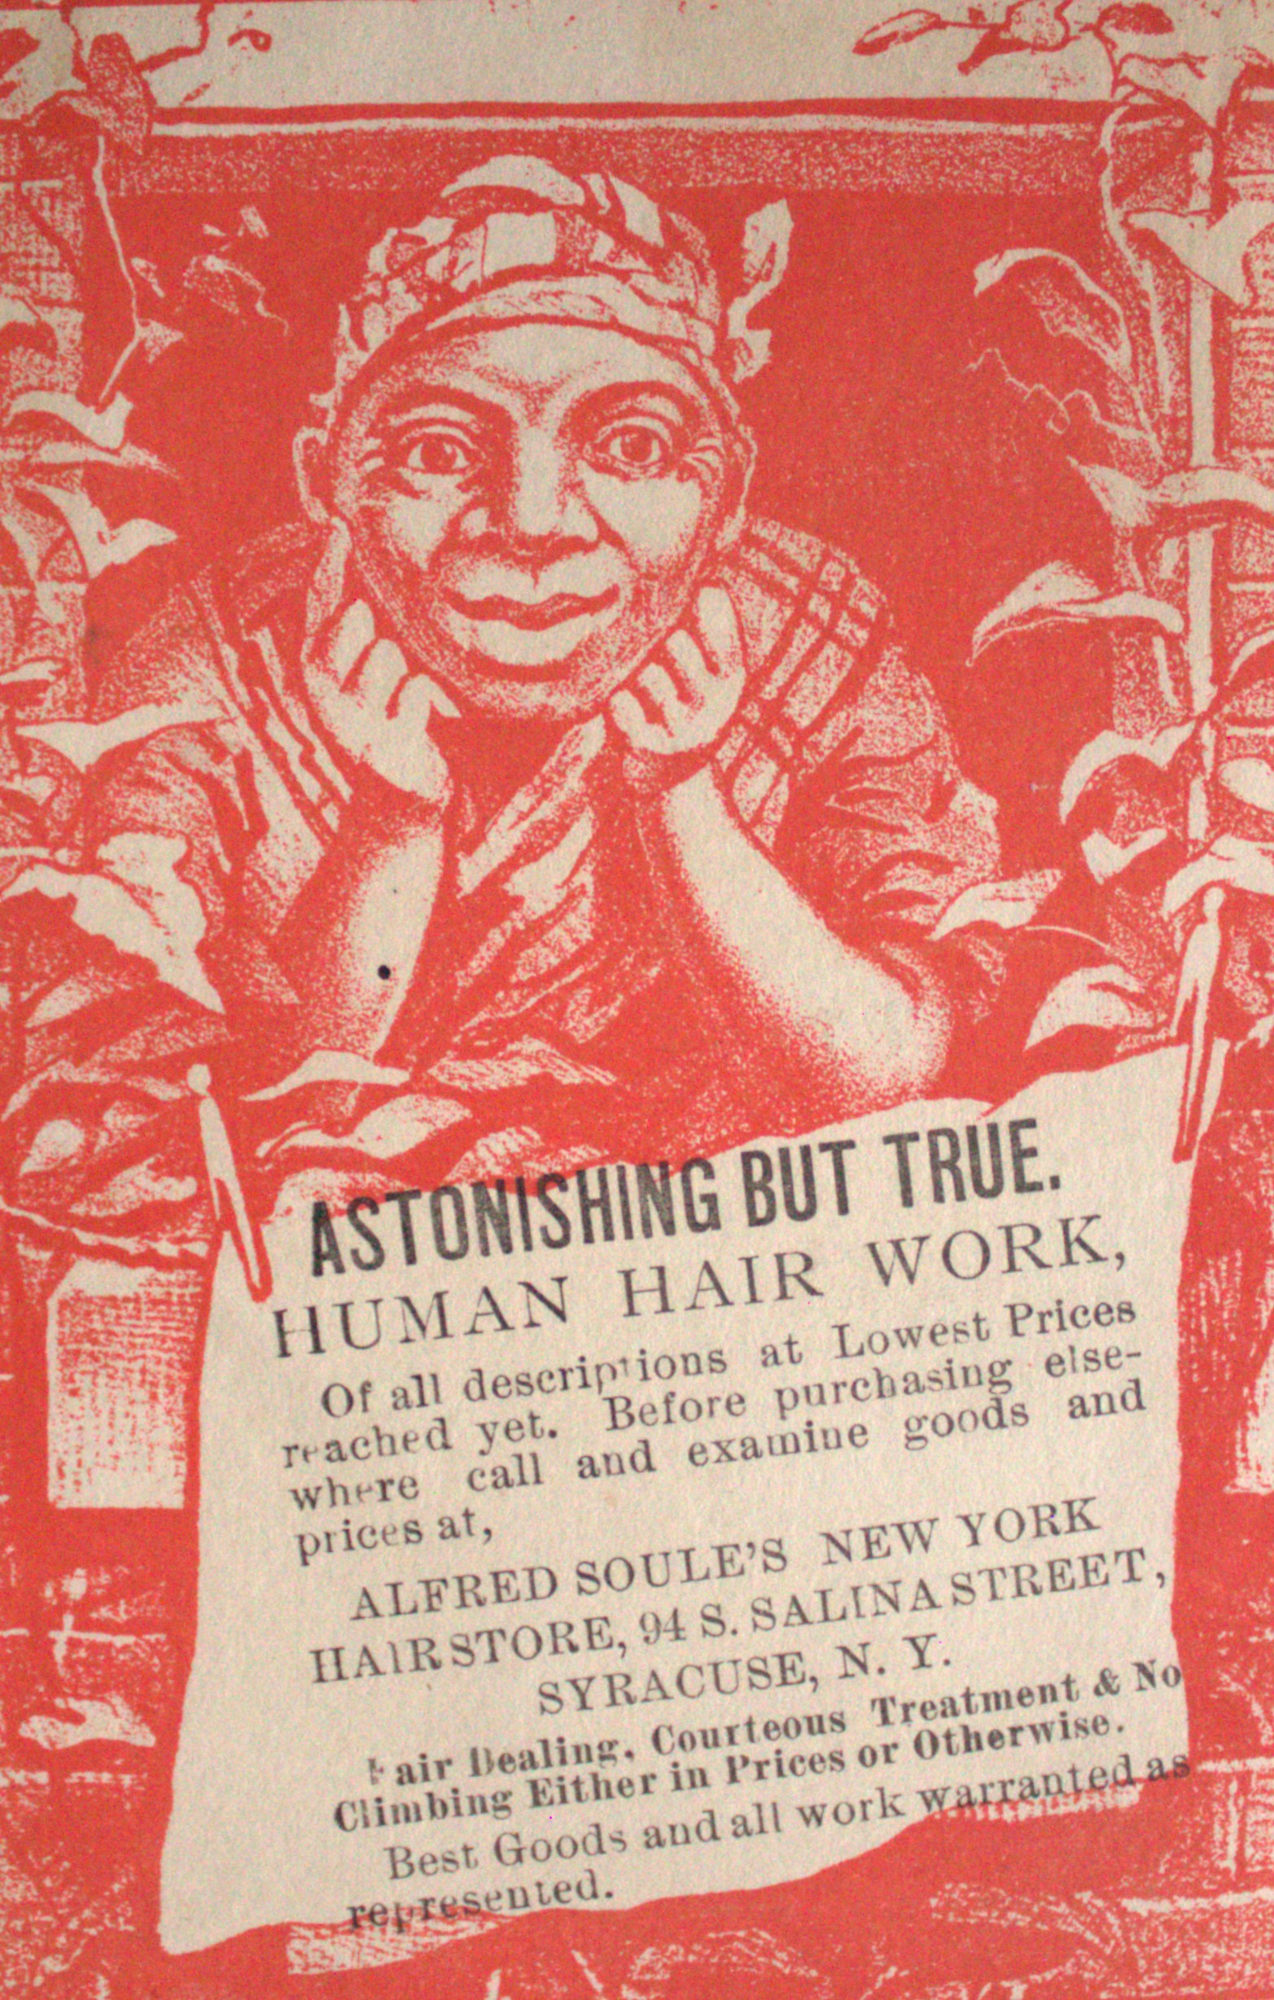 ASTONISHING BUT TRUE.
HUMAN HAIR WORK,
Of all descriptions at Lowest Prices
reached yet. Before purchasing else-
where call and examine goods and
prices at,
ALFRED SOULE'S NEW YORK
HAIR STORE, 94 S. SALINA STREET,
SYRACUSE, N. Y.
Fair Dealing, Courteous Treatment & No
Climbing Either in Prices or Otherwise.
Best Goods and all work warranted as
represented.